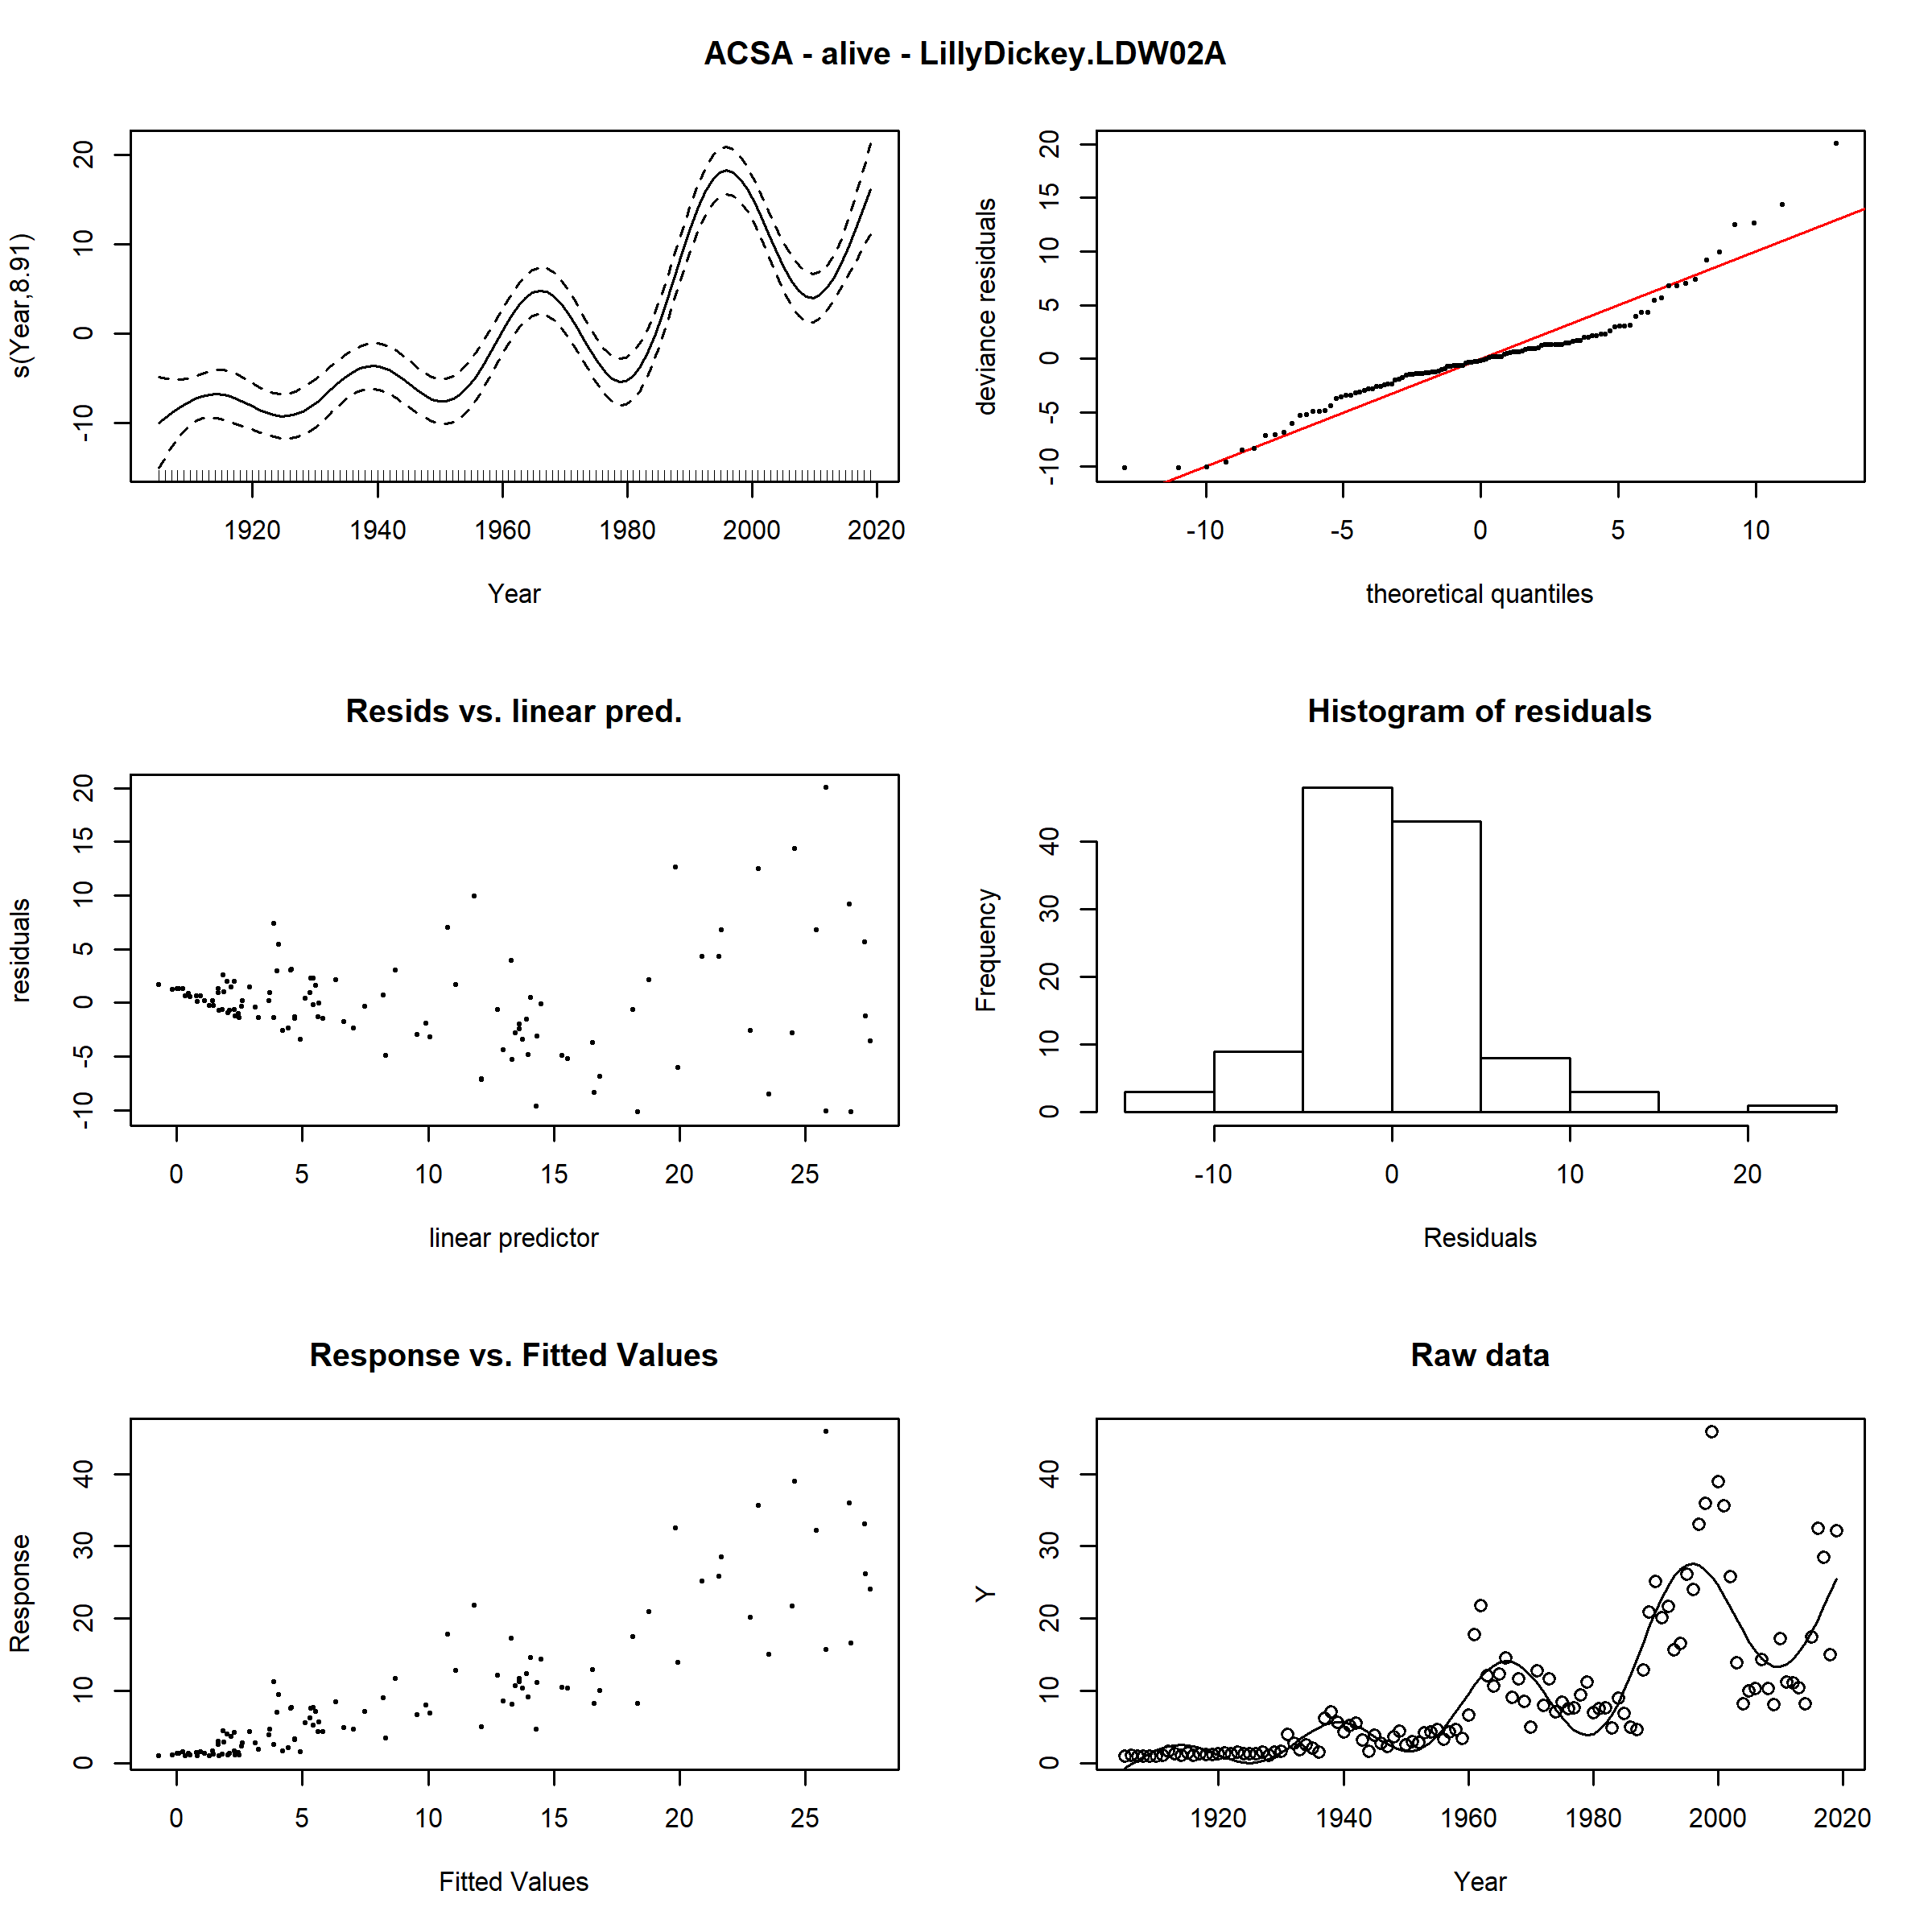 ACSA - alive - LillyDickey.LDW02A
s(Year,8.91)
-10 0 10 20
1920 1940 1960 1980 2000 2020
Year
deviance residuals
-10 -5 0 5 10 15 20
-10 -5 0 5 10
theoretical quantiles
Resids vs. linear pred.
residuals
-10 -5 0 5 10 15 20
0 5 10 15 20 25
linear predictor
Histogram of residuals
Frequency
0 10 20 30 40
-10 0 10 20
Residuals
Response vs. Fitted Values
Response
0 10 20 30 40
0 5 10 15 20 25
Fitted Values
Raw data
Y
0 10 20 30 40
1920 1940 1960 1980 2000 2020
Year